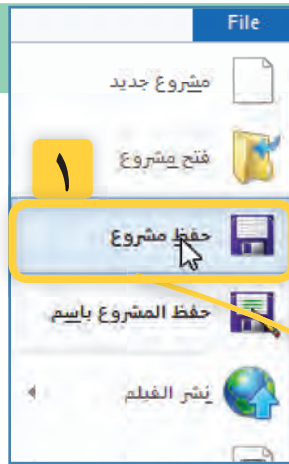 File
مشروع جديد
فتح مشروع
١
حفظ مشروع
حفظ المشروع باسم
نشر الفيلم